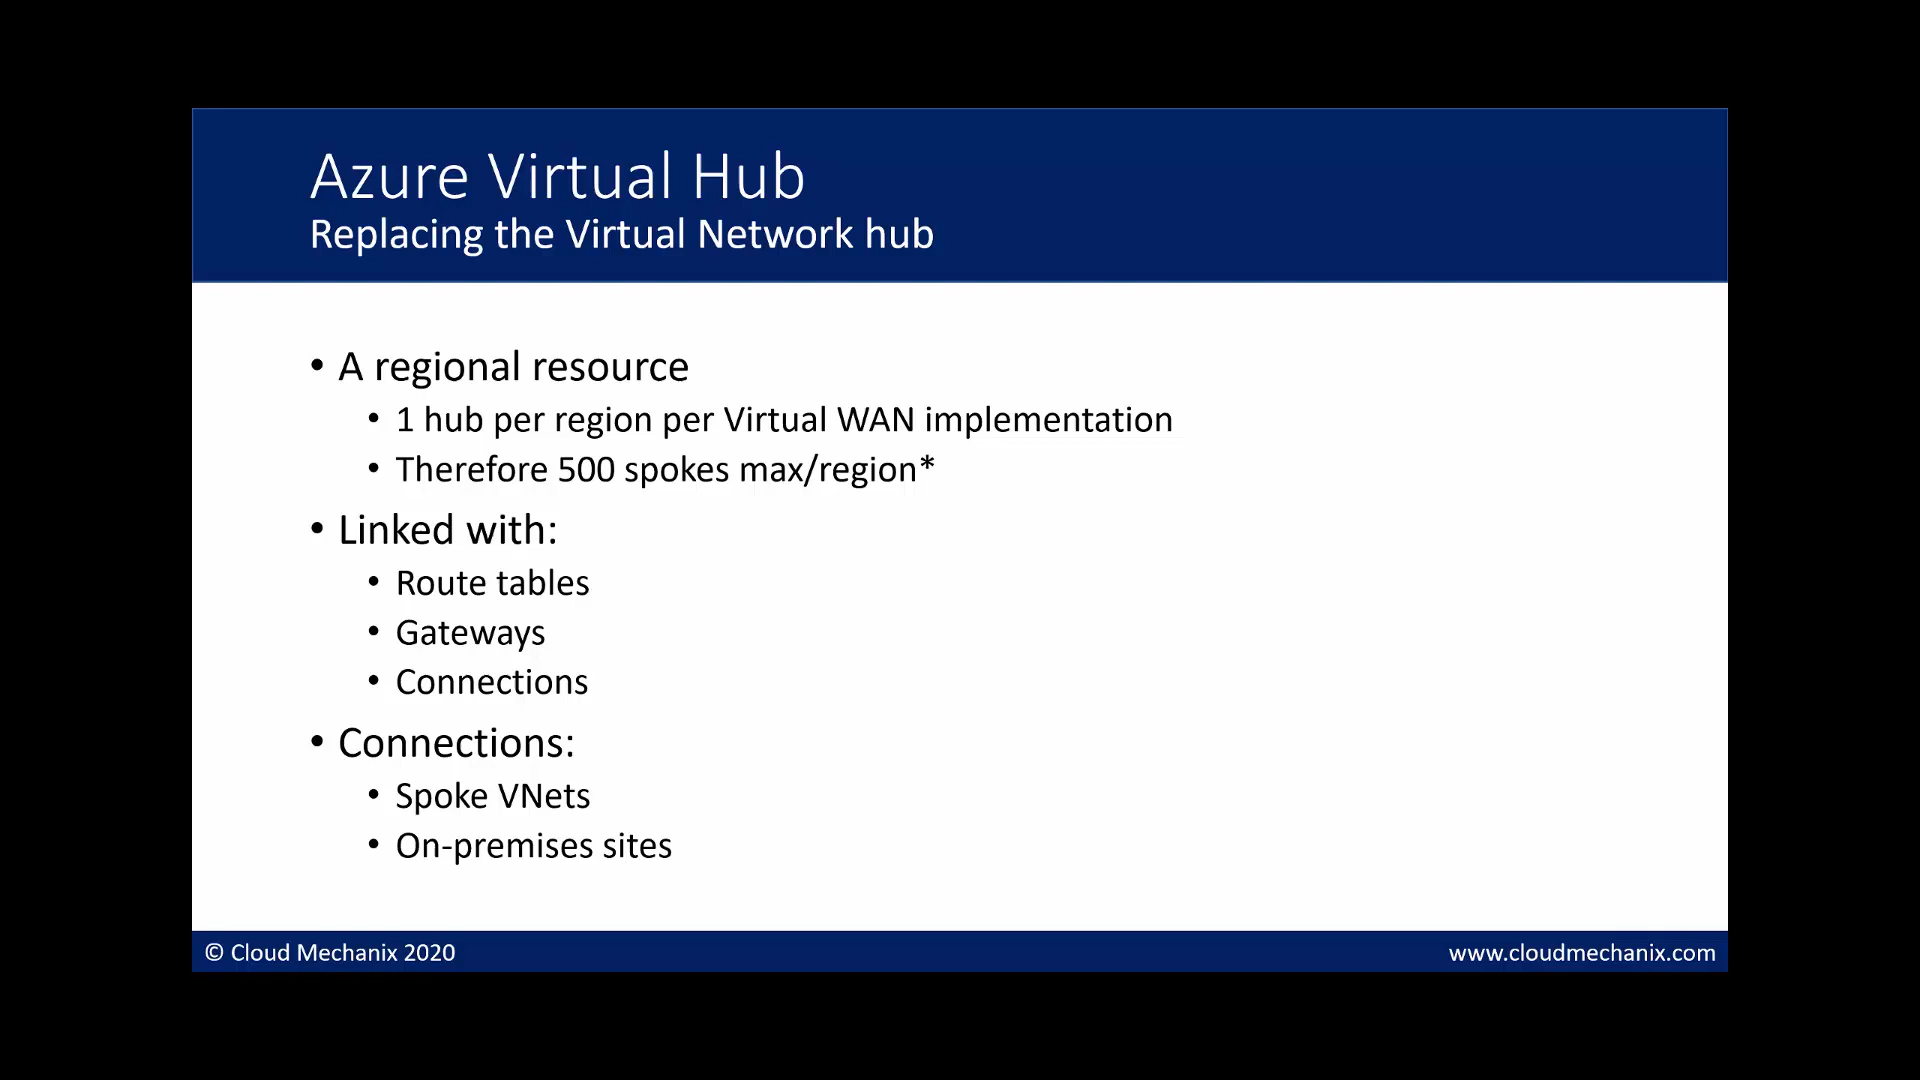 Azure Virtual Hub
Replacing the Virtual Network hub
• A regional resource
• 1 hub per region per Virtual WAN implementation
• Therefore 500 spokes max/region*
• Linked with:
• Route tables
• Gateways
• Connections
• Connections:
• Spoke VNets
• On-premises sites
© Cloud Mechanix 2020
www.cloudmechanix.com